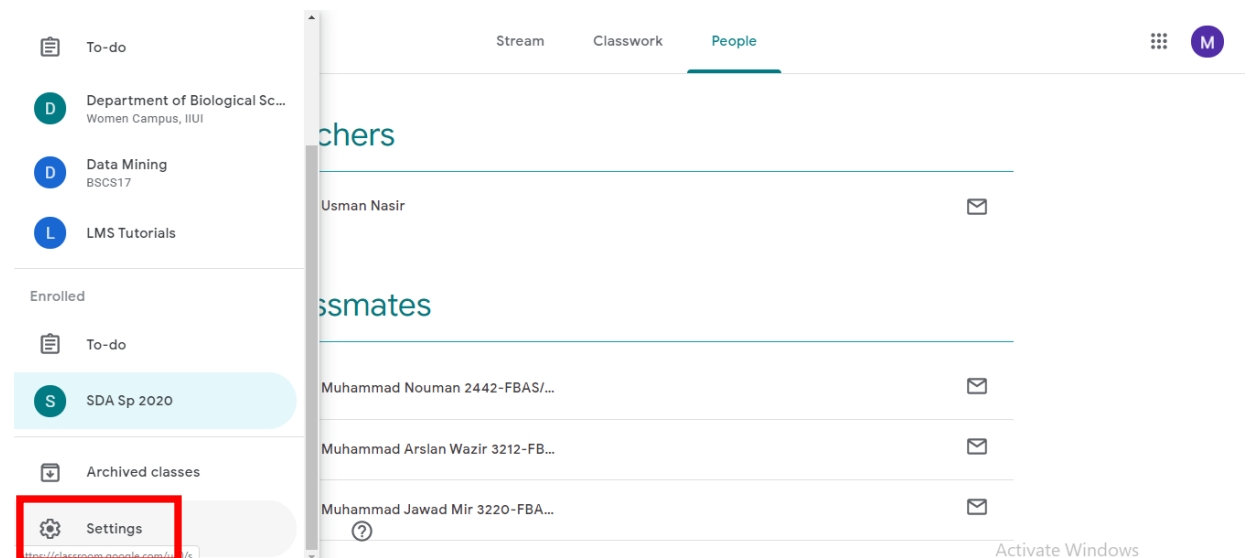 To-do
Stream Classwork People
M
D Department of Biological Sc...
Women Campus, IIUI
chers
D Data Mining
BSCS17
Usman Nasir
L LMS Tutorials
Enrolled
ssmates
To-do
Muhammad Nouman 2442-FBAS/...
S SDA Sp 2020
Muhammad Arslan Wazir 3212-FB...
Archived classes
Muhammad Jawad Mir 3220-FBA...
Settings
Activate Windows